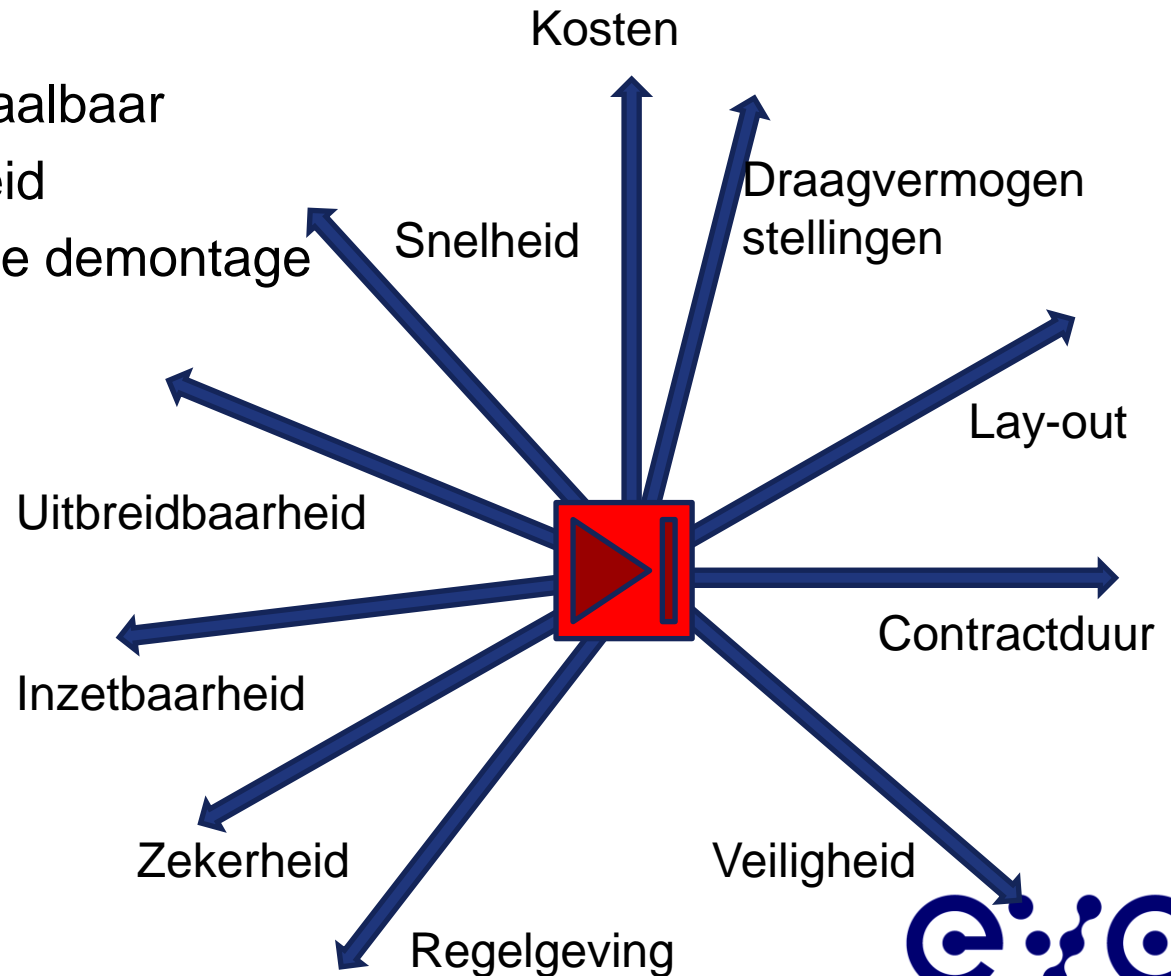 Kosten
aalbaar
eid
e demontage
Snelheid
Draagvermogen
stellingen
Lay-out
Uitbreidbaarheid
Contractduur
Inzetbaarheid
Zekerheid
Veiligheid
Regelgeving